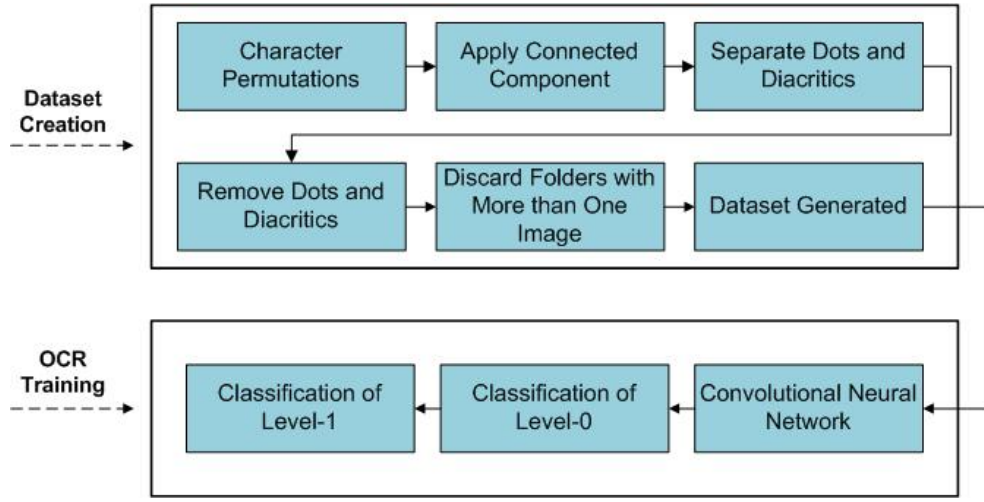 Character
Permutations
Apply Connected
Component
Separate Dots and
Diacritics
Dataset
Creation
Remove Dots and
Diacritics
Discard Folders with
More than One
Image
Dataset Generated
OCR
Training
Classification of
Level-1
Classification of
Level-0
Convolutional Neural
Network